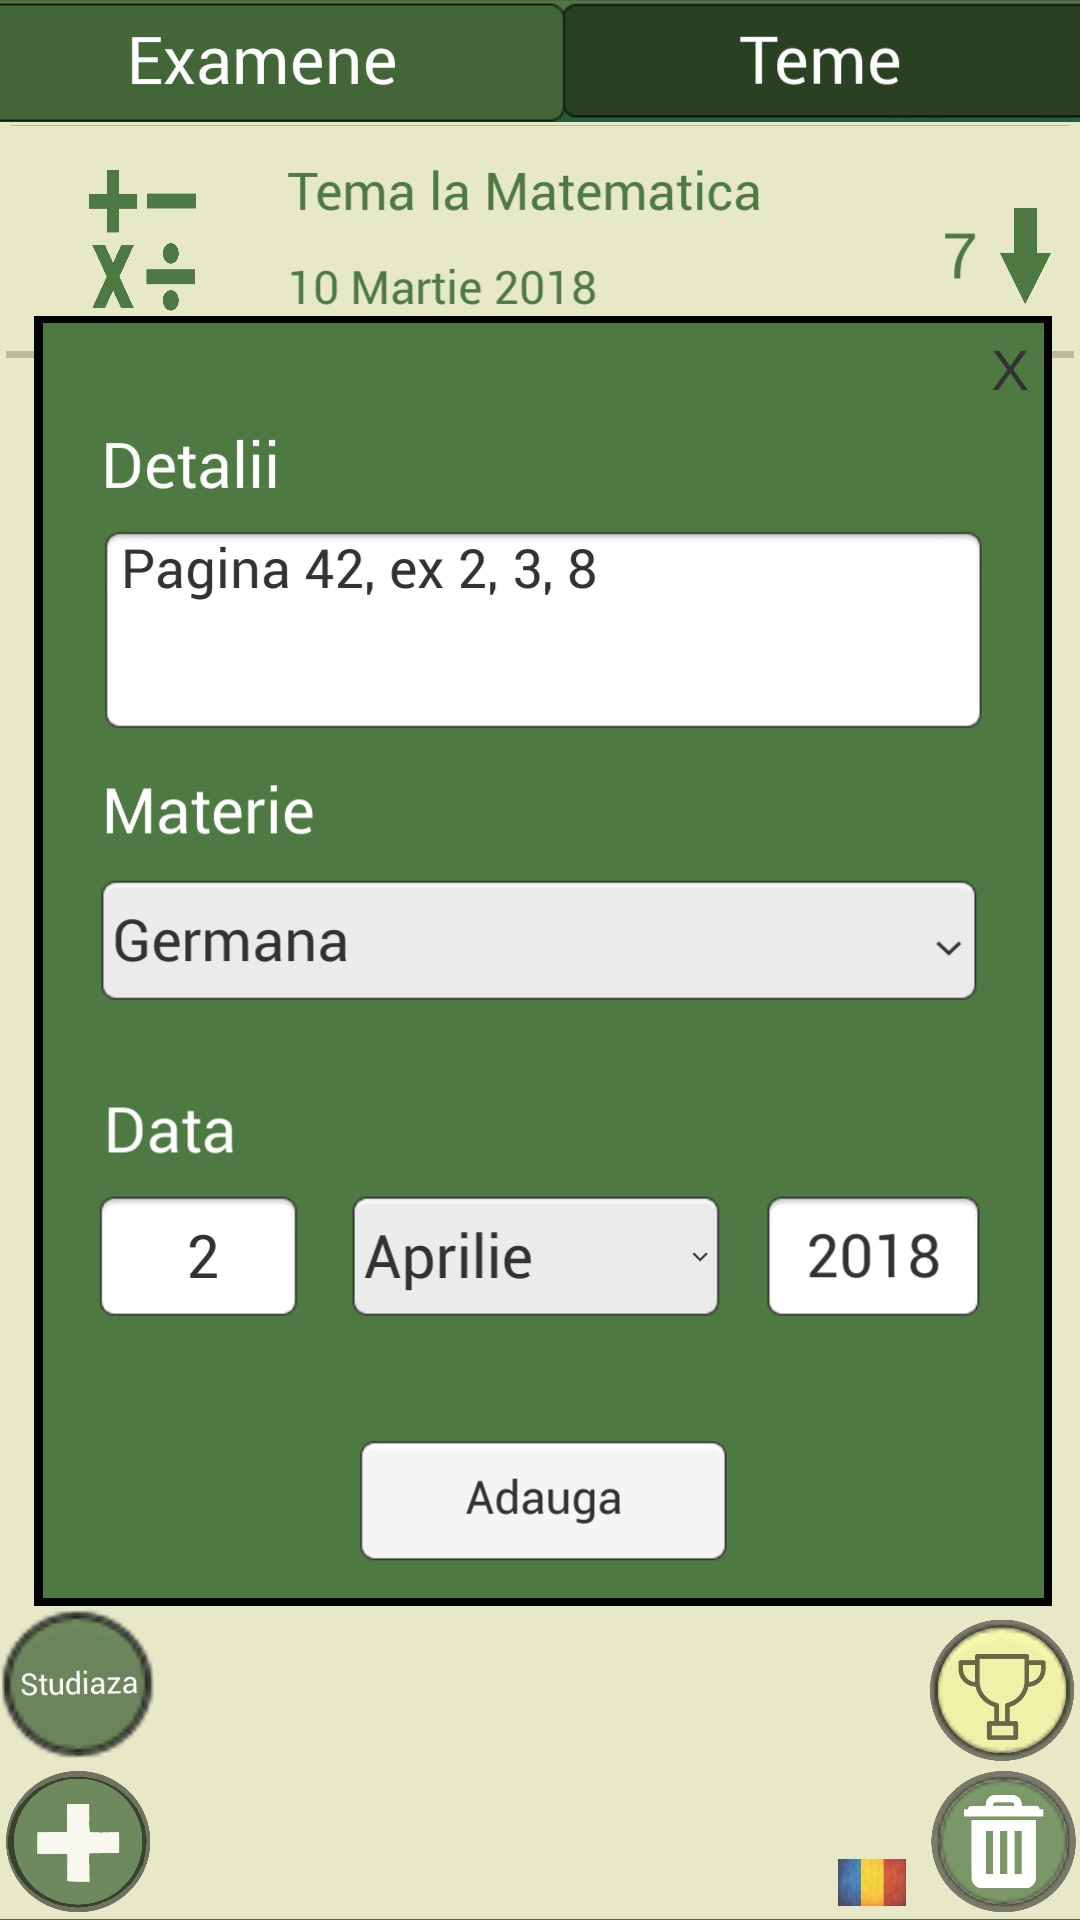 Examene
Teme
Tema la Matematica
10 Martie 2018
7
X
Detalii
Pagina 42, ex 2, 3, 8
Materie
Germana
Data
2
Aprilie
2018
Adauga
Studiaza